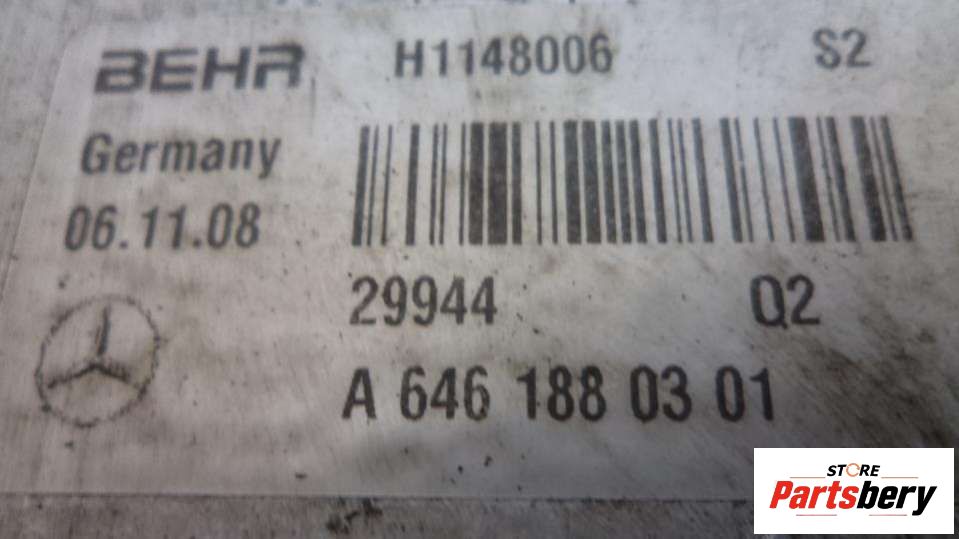 BEHR H1148006 S2
Germany
06.11.08
29944 Q2
A 646 188 03 01
STORE
Partsbery